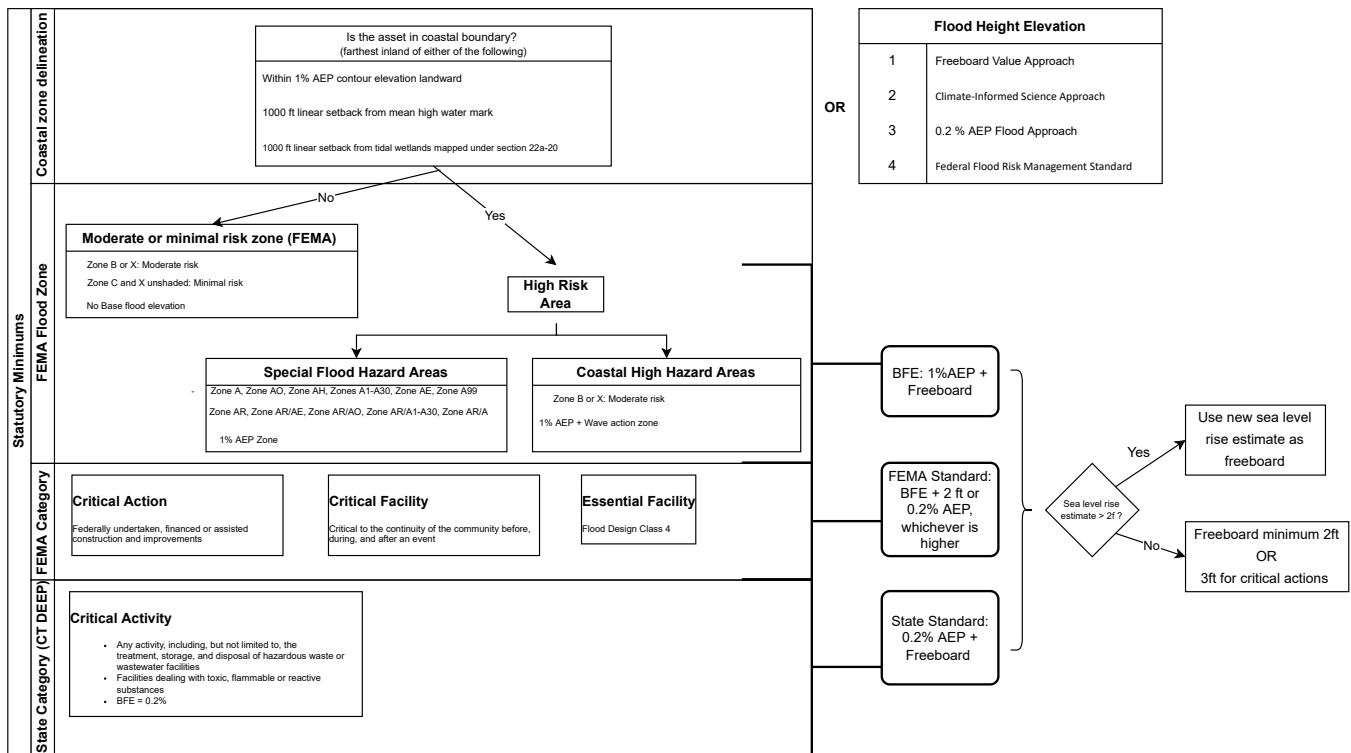 Statutory Minimums
Coastal zone delineation
Is the asset in coastal boundary?
(farthest inland of either of the following)
Within 1% AEP contour elevation landward
1000 ft linear setback from mean high water mark
1000 ft linear setback from tidal wetlands mapped under section 22a-20
OR
Flood Height Elevation
1 Freeboard Value Approach
2 Climate-Informed Science Approach
3 0.2 % AEP Flood Approach
4 Federal Flood Risk Management Standard
FEMA Flood Zone
No
Yes
Moderate or minimal risk zone (FEMA)
Zone B or X: Moderate risk
Zone C and X unshaded: Minimal risk
No Base flood elevation
High Risk
Area
Special Flood Hazard Areas
- Zone A, Zone AO, Zone AH, Zones A1-A30, Zone AE, Zone A99
Zone AR, Zone AR/AE, Zone AR/AO, Zone AR/A1-A30, Zone AR/A
1% AEP Zone
Coastal High Hazard Areas
Zone B or X: Moderate risk
1% AEP + Wave action zone
FEMA Category
Critical Action
Federally undertaken, financed or assisted
construction and improvements
Critical Facility
Critical to the continuity of the community before,
during, and after an event
Essential Facility
Flood Design Class 4
State Category (CT DEEP)
Critical Activity
• Any activity, including, but not limited to, the
treatment, storage, and disposal of hazardous waste or
wastewater facilities
• Facilities dealing with toxic, flammable or reactive
substances
• BFE = 0.2%
BFE: 1%AEP +
Freeboard
FEMA Standard:
BFE + 2 ft or
0.2% AEP,
whichever is
higher
State Standard:
0.2% AEP +
Freeboard
Sea level rise
estimate > 2f ?
Yes
Use new sea level
rise estimate as
freeboard
No
Freeboard minimum 2ft
OR
3ft for critical actions